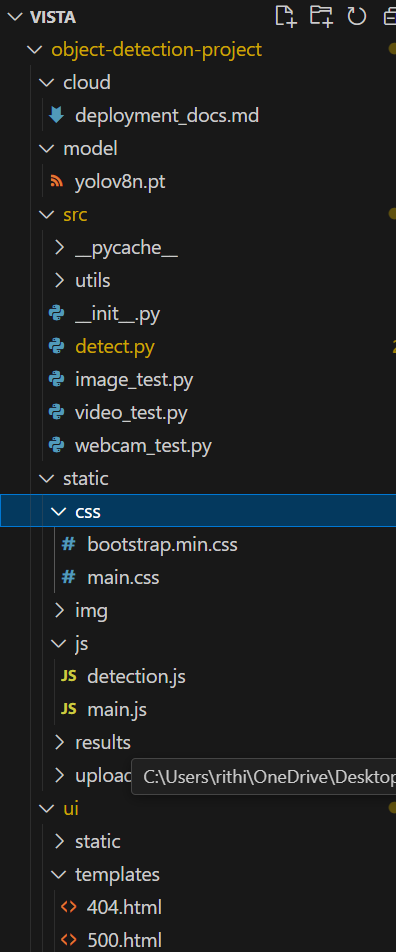 VISTA
object-detection-project
cloud
deployment_docs.md
model
yolov8n.pt
src
__pycache__
utils
__init__.py
detect.py
image_test.py
video_test.py
webcam_test.py
static
css
# bootstrap.min.css
# main.css
img
js
JS detection.js
JS main.js
results
upload
C:\Users\rithi\OneDrive\Desktop
ui
static
templates
<> 404.html
<> 500.html